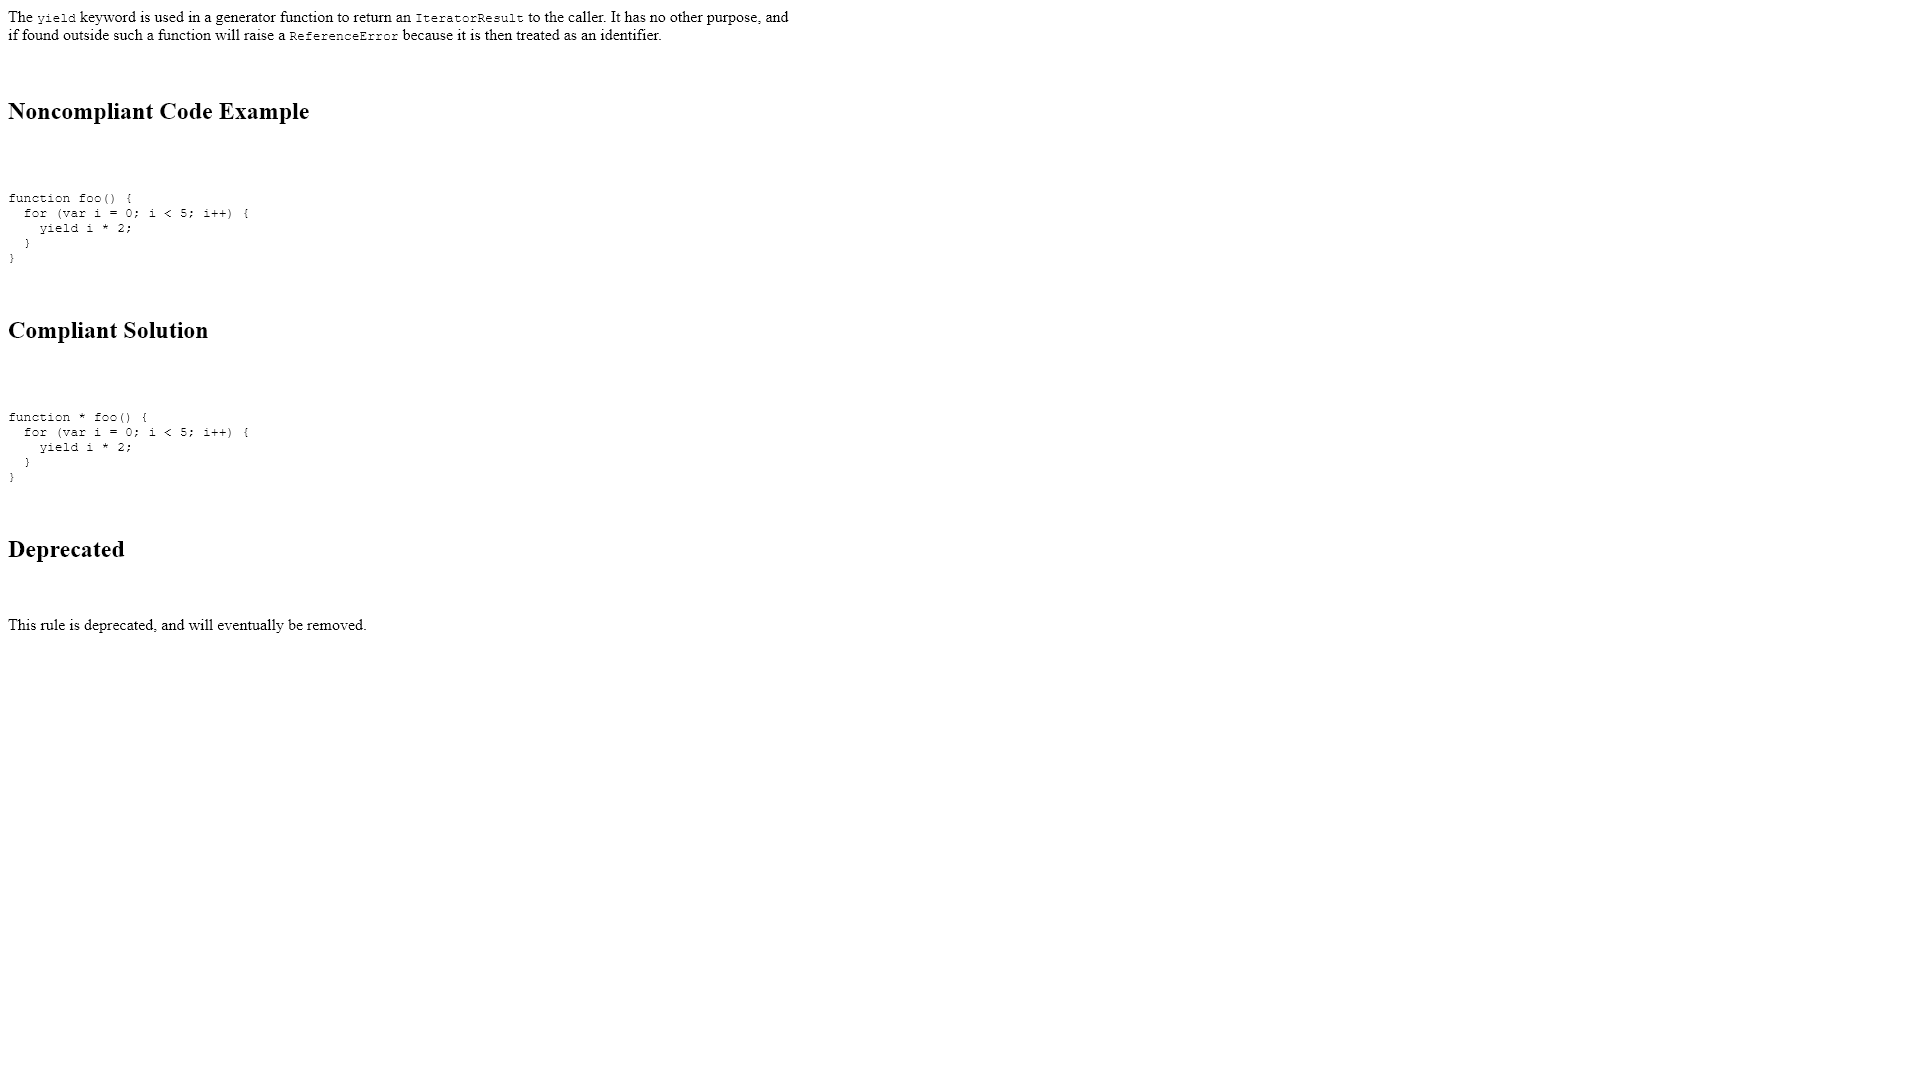 The yield keyword is used in a generator function to return an IteratorResult to the caller. It has no other purpose, and
if found outside such a function will raise a ReferenceError because it is then treated as an identifier.
Noncompliant Code Example
function foo() {
  for (var i = 0; i < 5; i++) {
    yield i * 2;
  }
}
Compliant Solution
function * foo() {
  for (var i = 0; i < 5; i++) {
    yield i * 2;
  }
}
Deprecated
This rule is deprecated, and will eventually be removed.